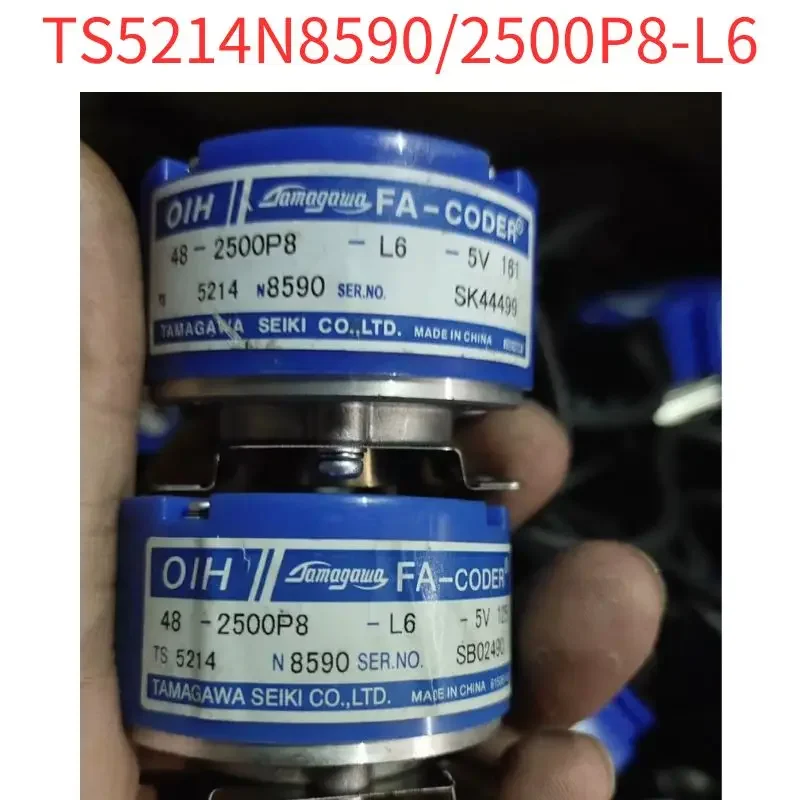 TS5214N8590/2500P8-L6
OIH Tamagawa FA-CODER®
48-2500P8 -L6 -5V 181
5214 N8590 SER.NO. SK44499
TAMAGAWA SEIKI CO.,LTD. MADE IN CHINA
OIH Tamagawa FA-CODER®
48 -2500P8 -L6 -5V
TS 5214 N8590 SER.NO. SB02490
TAMAGAWA SEIKI CO.,LTD. MADE IN CHINA